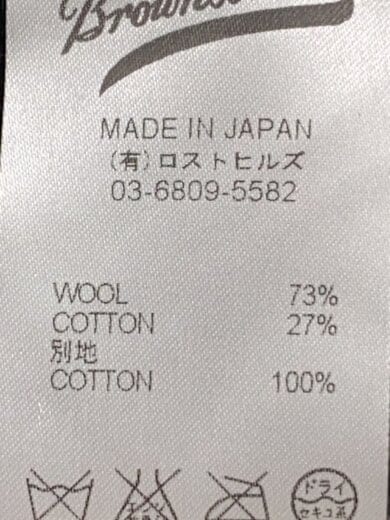 MADE IN JAPAN
(有)ロストヒルズ
03-6809-5582
WOOL 73%
COTTON 27%
別地
COTTON 100%
ドライ
セキユ系